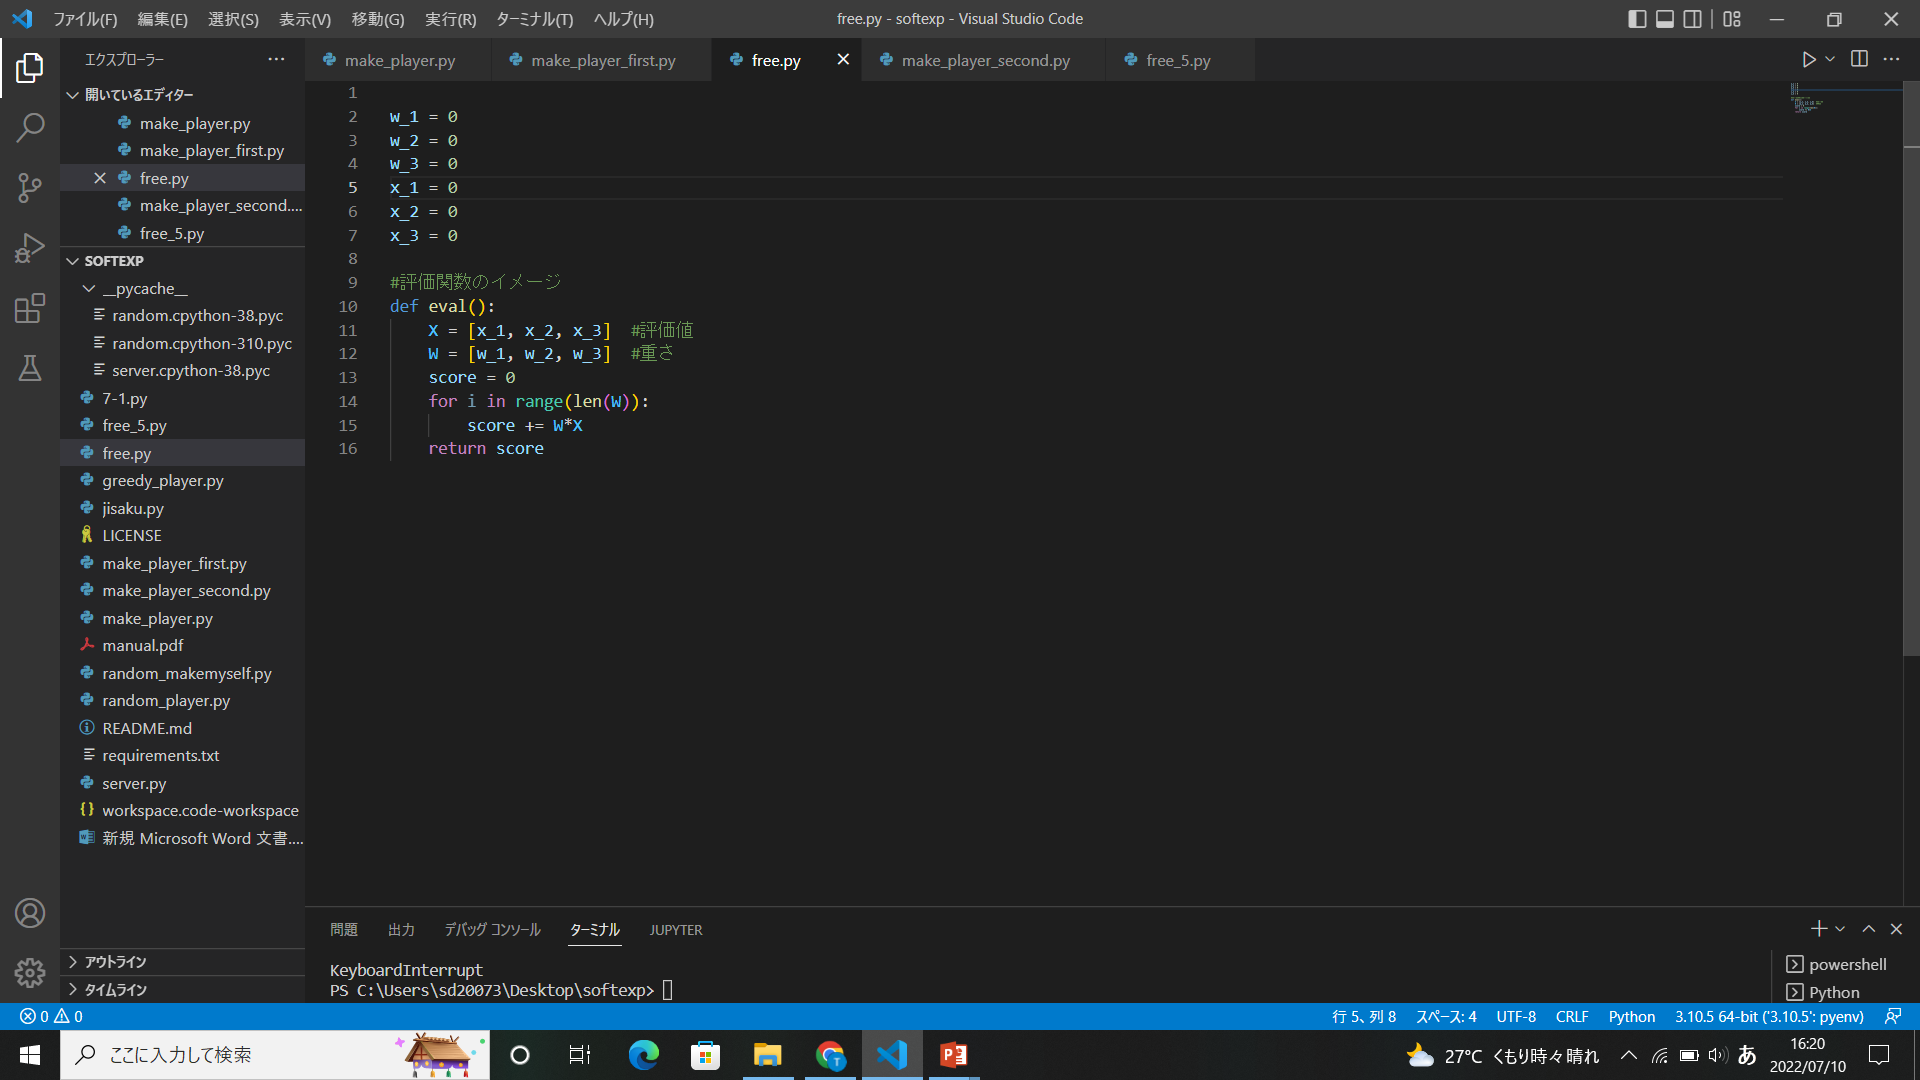 ファイル(F) 編集(E) 選択(S) 表示(V) 移動(G) 実行(R) ターミナル(T) ヘルプ(H)
free.py - softexp - Visual Studio Code
エクスプローラー
make_player.py make_player_first.py free.py make_player_second.py free_5.py
開いているエディター
make_player.py
make_player_first.py
free.py
make_player_second....
free_5.py
SOFTEXP
__pycache__
random.cpython-38.pyc
random.cpython-310.pyc
server.cpython-38.pyc
7-1.py
free_5.py
free.py
greedy_player.py
jisaku.py
LICENSE
make_player_first.py
make_player_second.py
make_player.py
manual.pdf
random_makemyself.py
random_player.py
README.md
requirements.txt
server.py
workspace.code-workspace
新規 Microsoft Word 文書....
アウトライン
タイムライン
1
2 w_1 = 0
3 w_2 = 0
4 w_3 = 0
5 x_1 = 0
6 x_2 = 0
7 x_3 = 0
8
9 #評価関数のイメージ
10 def eval():
11 X = [x_1, x_2, x_3] #評価値
12 W = [w_1, w_2, w_3] #重さ
13 score = 0
14 for i in range(len(W)):
15 score += W*X
16 return score
問題 出力 デバッグ コンソール ターミナル JUPYTER
KeyboardInterrupt
PS C:\Users\sd20073\Desktop\softexp>
powershell
Python
0 0
行 5、列 8 スペース: 4 UTF-8 CRLF Python 3.10.5 64-bit ('3.10.5': pyenv)
ここに入力して検索
27°C くもり時々晴れ
あ
16:20
2022/07/10